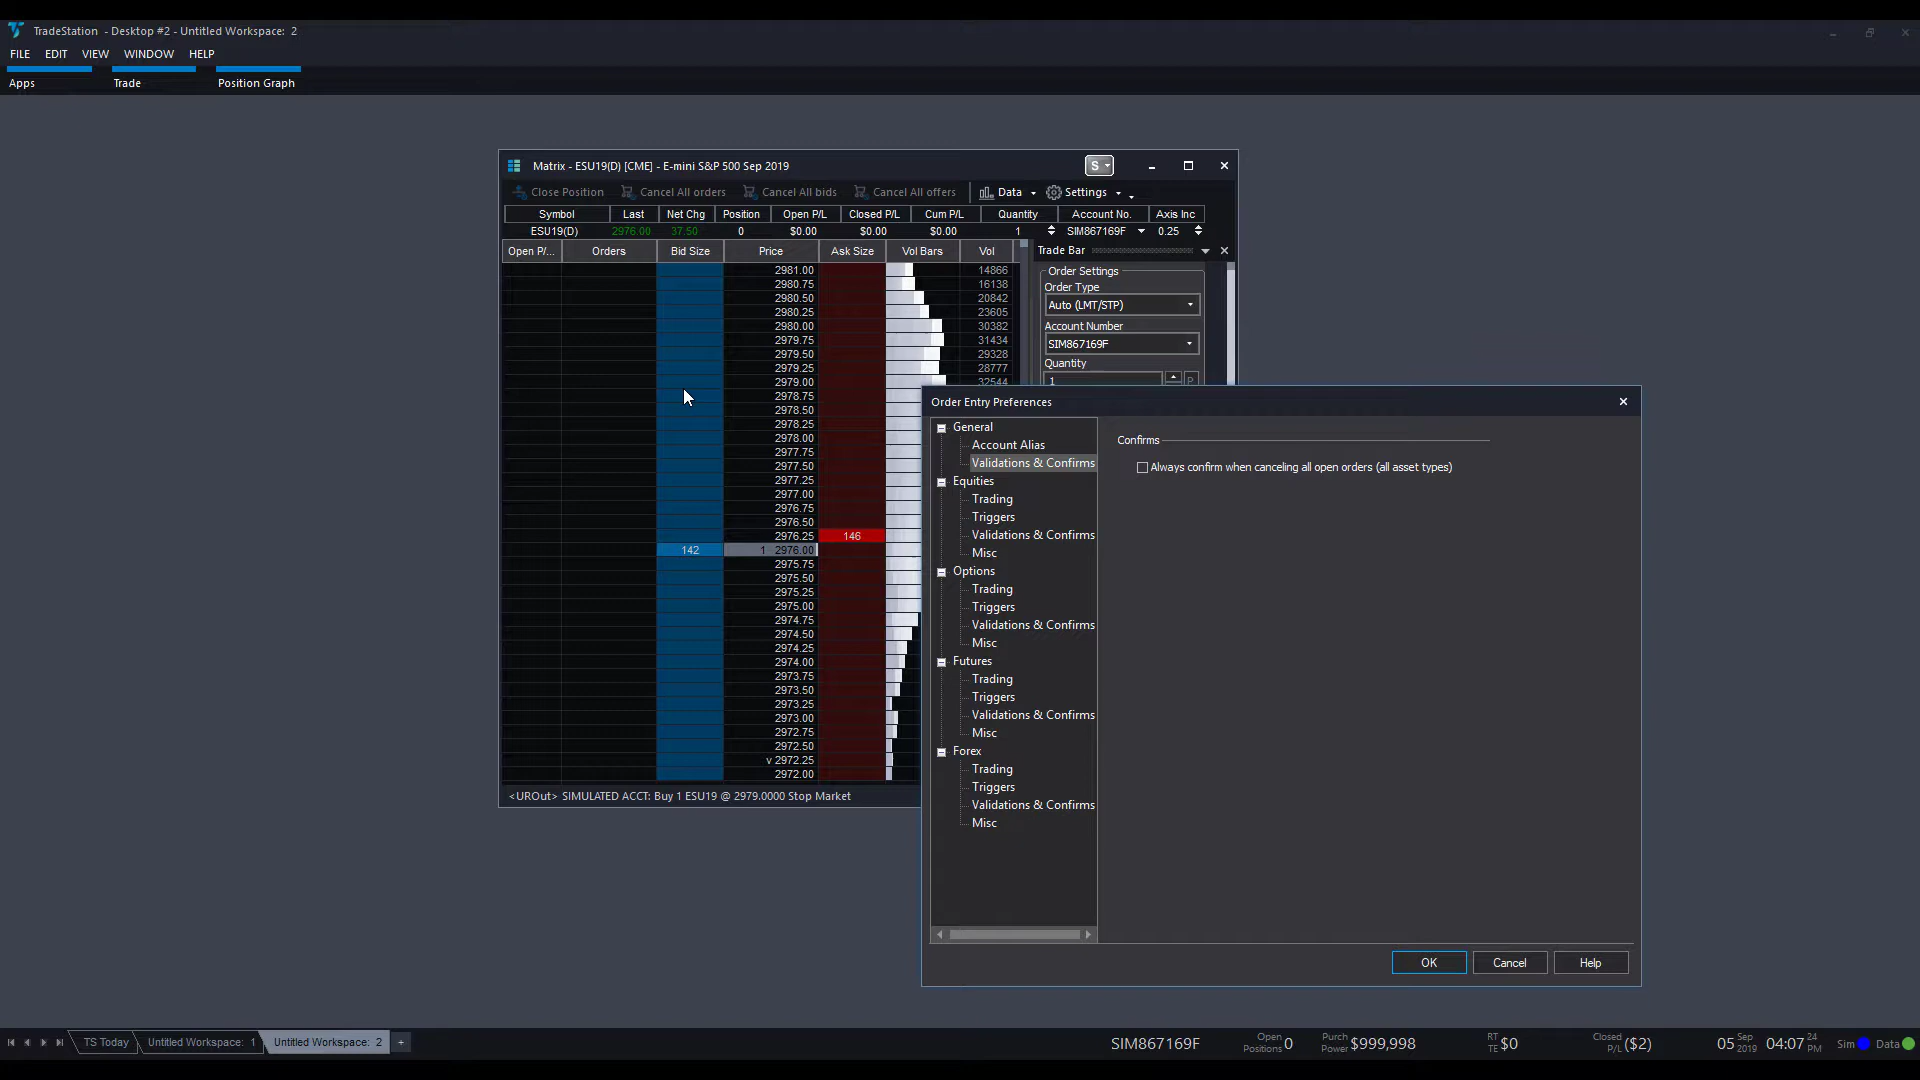 TradeStation - Desktop #2 - Untitled Workspace: 2
FILE EDIT VIEW WINDOW HELP
Apps Trade Position Graph
Matrix - ESU19(D) [CME] - E-mini S&P 500 Sep 2019 S
Close Position Cancel All orders Cancel All bids Cancel All offers Data Settings
Symbol Last Net Chg Position Open P/L Closed P/L Cum P/L Quantity Account No. Axis Inc
ESU19(D) 2976.00 37.50 0 $0.00 $0.00 $0.00 1 SIM867169F 0.25
Open P/... Orders Bid Size Price Ask Size Vol Bars Vol
2981.00 14866
2980.75 16138
2980.50 20842
2980.25 23605
2980.00 30382
2979.75 31434
2979.50 29328
2979.25 28777
2979.00 32544
2978.75
2978.50
2978.25
2978.00
2977.75
2977.50
2977.25
2977.00
2976.75
2976.50
2976.25 146
142 1 2976.00
2975.75
2975.50
2975.25
2975.00
2974.75
2974.50
2974.25
2974.00
2973.75
2973.50
2973.25
2973.00
2972.75
2972.50
v 2972.25
2972.00
<UROut> SIMULATED ACCT: Buy 1 ESU19 @ 2979.0000 Stop Market
Trade Bar
Order Settings
Order Type
Auto (LMT/STP)
Account Number
SIM867169F
Quantity
1 P
Order Entry Preferences
General
Account Alias
Validations & Confirms
Equities
Trading
Triggers
Validations & Confirms
Misc
Options
Trading
Triggers
Validations & Confirms
Misc
Futures
Trading
Triggers
Validations & Confirms
Misc
Forex
Trading
Triggers
Validations & Confirms
Misc
Confirms
Always confirm when canceling all open orders (all asset types)
OK Cancel Help
TS Today Untitled Workspace: 1 Untitled Workspace: 2 +
SIM867169F Open Positions 0 Purch Power $999,998 RT TE $0 Closed P/L ($2) 05 Sep 2019 04:07 24 PM Sim Data